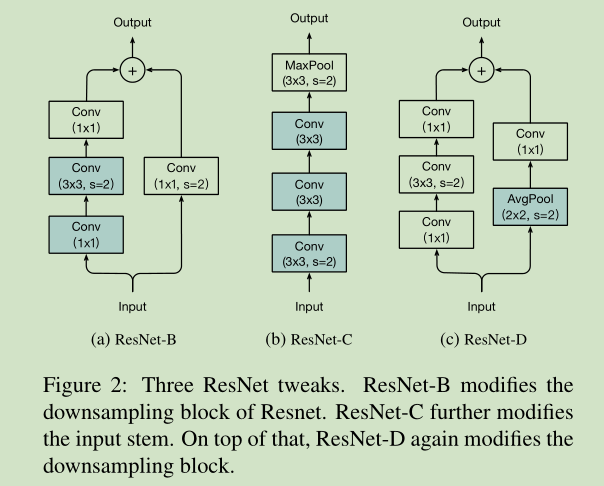 Output
+
Conv
(1x1)
Conv
(3x3, s=2)
Conv
(1x1)
Conv
(1x1, s=2)
Input
(a) ResNet-B
Output
MaxPool
(3x3, s=2)
Conv
(3x3)
Conv
(3x3)
Conv
(3x3, s=2)
Input
(b) ResNet-C
Output
+
Conv
(1x1)
Conv
(3x3, s=2)
Conv
(1x1)
Conv
(1x1)
AvgPool
(2x2, s=2)
Input
(c) ResNet-D
Figure 2: Three ResNet tweaks. ResNet-B modifies the
downsampling block of Resnet. ResNet-C further modifies
the input stem. On top of that, ResNet-D again modifies the
downsampling block.